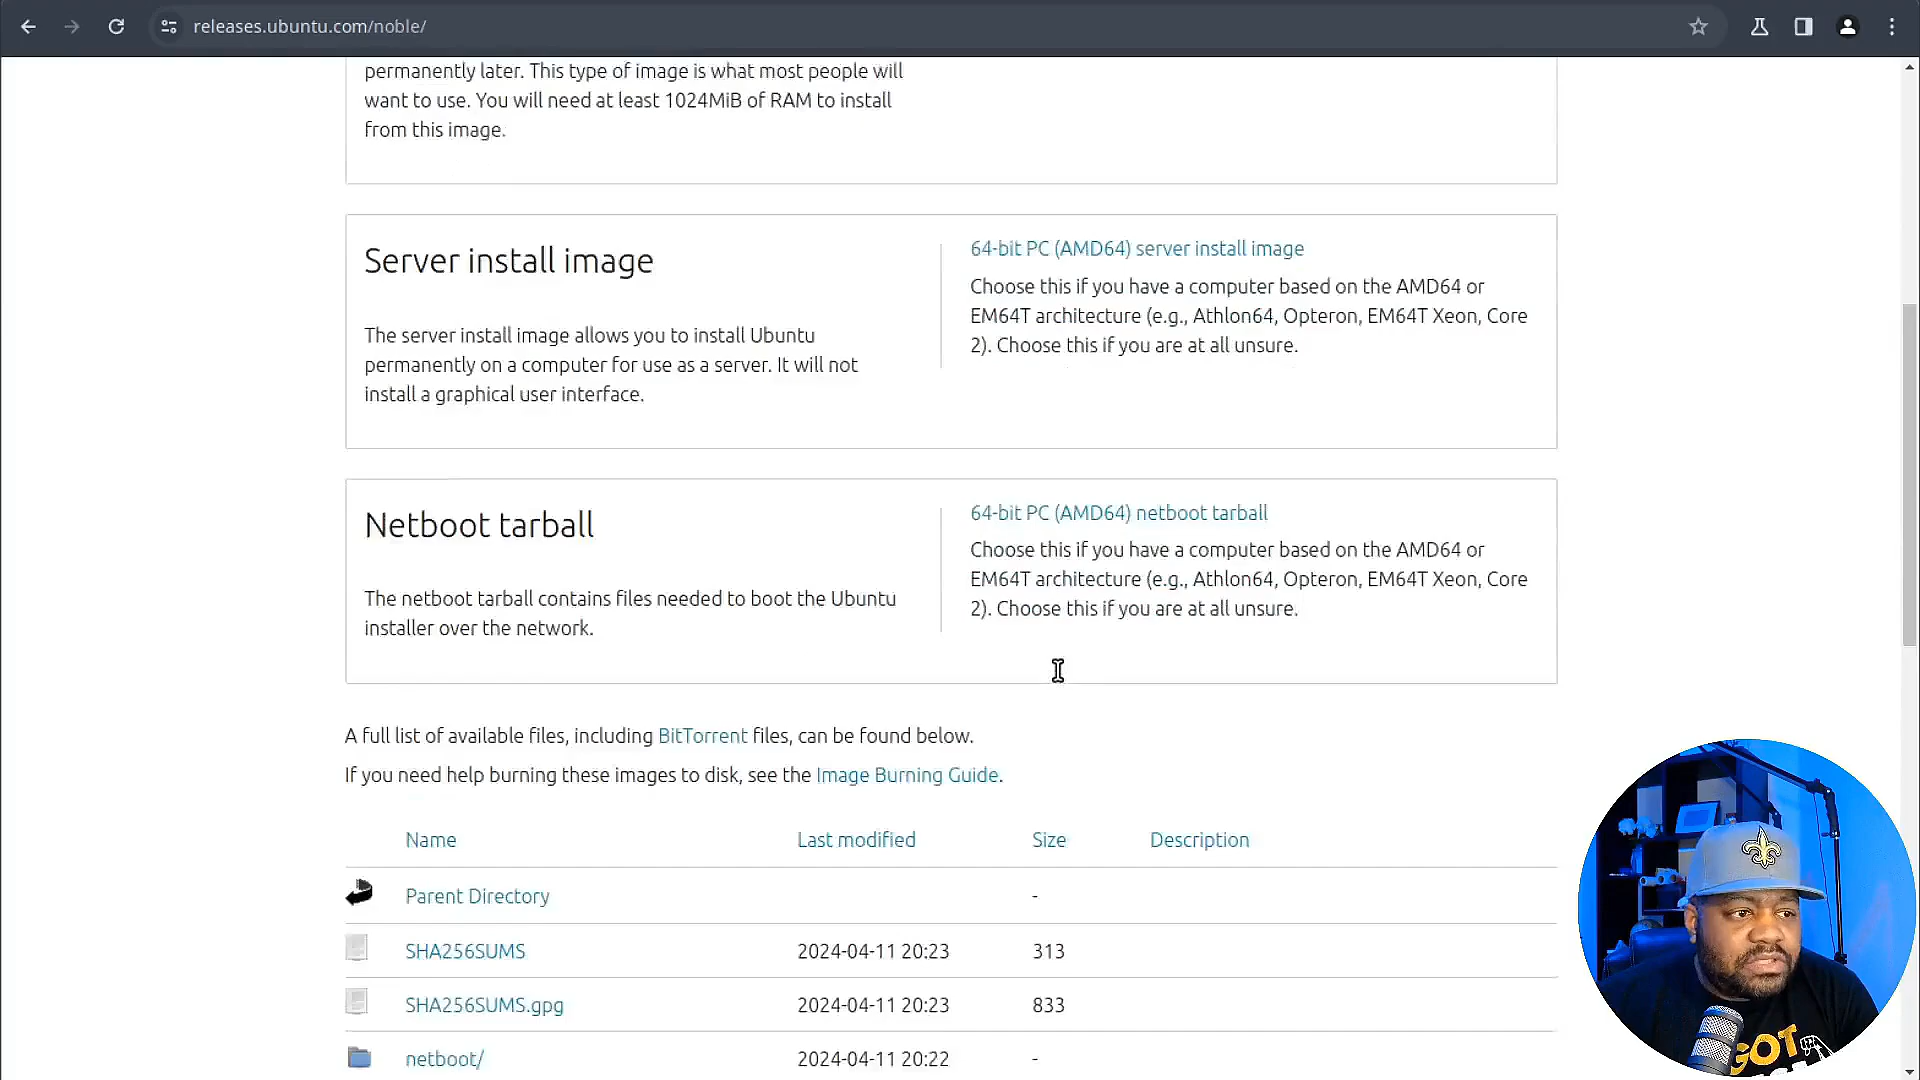 releases.ubuntu.com/noble/
permanently later. This type of image is what most people will
want to use. You will need at least 1024MiB of RAM to install
from this image.
Server install image
The server install image allows you to install Ubuntu
permanently on a computer for use as a server. It will not
install a graphical user interface.
64-bit PC (AMD64) server install image
Choose this if you have a computer based on the AMD64 or
EM64T architecture (e.g., Athlon64, Opteron, EM64T Xeon, Core
2). Choose this if you are at all unsure.
Netboot tarball
The netboot tarball contains files needed to boot the Ubuntu
installer over the network.
64-bit PC (AMD64) netboot tarball
Choose this if you have a computer based on the AMD64 or
EM64T architecture (e.g., Athlon64, Opteron, EM64T Xeon, Core
2). Choose this if you are at all unsure.
A full list of available files, including BitTorrent files, can be found below.
If you need help burning these images to disk, see the Image Burning Guide.
Name Last modified Size Description
Parent Directory -
SHA256SUMS 2024-04-11 20:23 313
SHA256SUMS.gpg 2024-04-11 20:23 833
netboot/ 2024-04-11 20:22 -
GOT